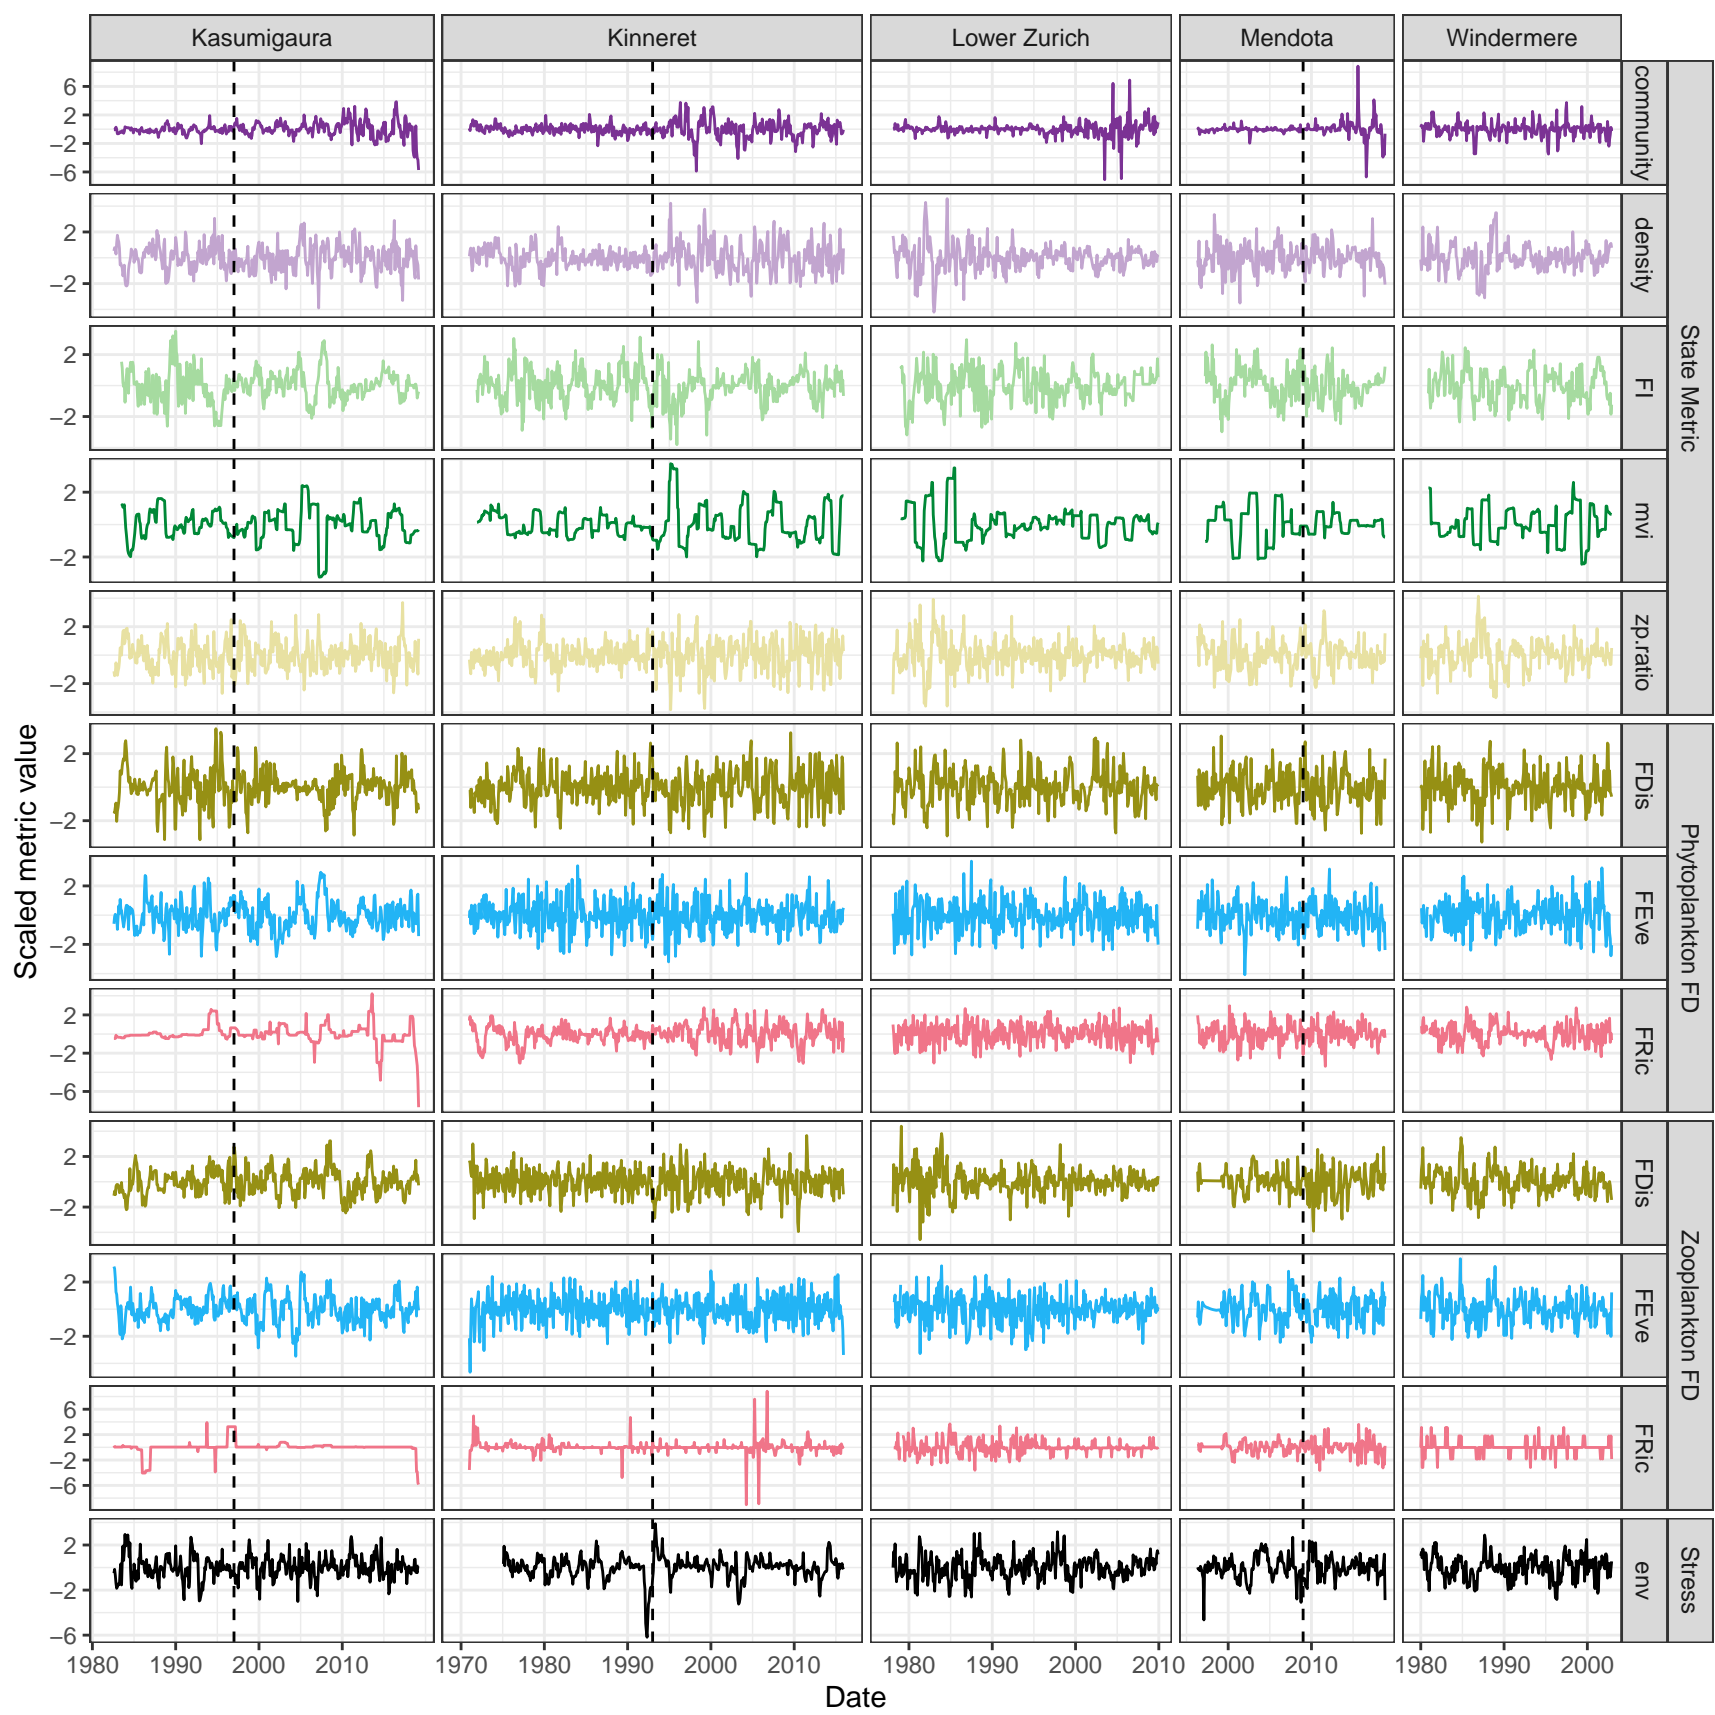 Kasumigaura Kinneret Lower Zurich Mendota Windermere
6
2
−2
−6
community
2
−2
density
2
−2
FI
2
−2
mvi
2
−2
zp.ratio
State Metric
2
−2
FDis
2
−2
FEve
2
−2
−6
FRic
Phytoplankton FD
2
−2
FDis
2
−2
FEve
6
2
−2
−6
FRic
Zooplankton FD
2
−2
−6
env
Stress
Scaled metric value
1980 1990 2000 2010 1970 1980 1990 2000 2010 1980 1990 2000 2010 2000 2010 1980 1990 2000
Date